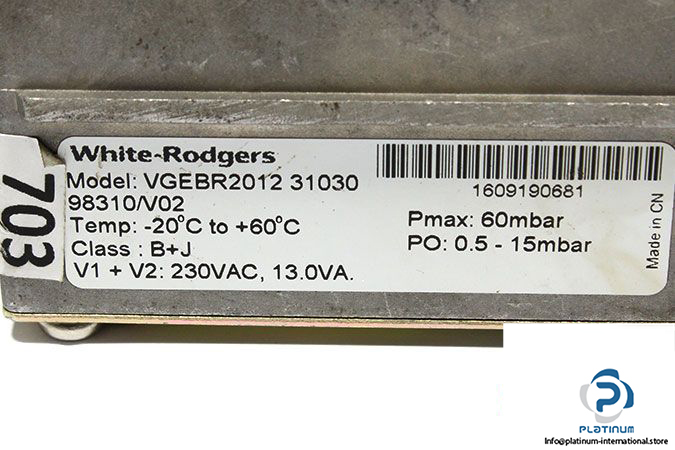 White-Rodgers
Model: VGEBR2012 31030
98310/V02
Temp: -20°C to +60°C
Class : B+J
V1 + V2: 230VAC, 13.0VA.
1609190681
Pmax: 60mbar
PO: 0.5 - 15mbar
Made in CN
703
PLATINUM
Info@platinum-international.store